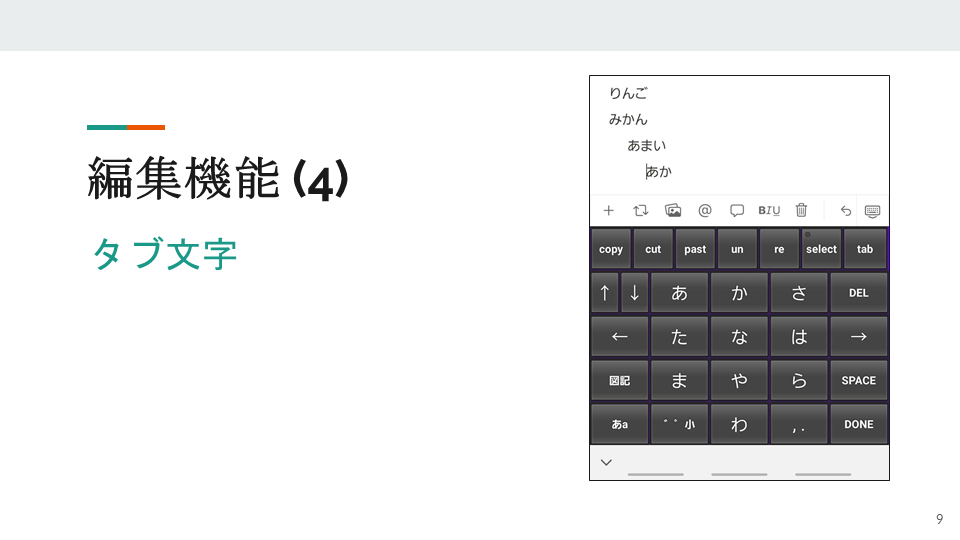 編集機能 (4)
タブ文字
りんご
みかん
あまい
あか
@ BIU
copy cut past un re select tab
↑ ↓ あ か さ DEL
← た な は →
図記 ま や ら SPACE
あa ゛゜小 わ , . DONE
9